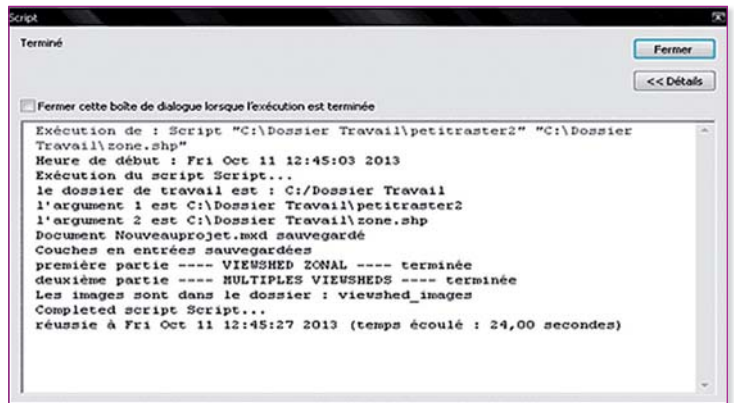 Script
Terminé
Fermer
<< Détails
Fermer cette boîte de dialogue lorsque l'exécution est terminée
Exécution de : Script "C:\Dossier Travail\petitraster2" "C:\Dossier
Travail\zone.shp"
Heure de début : Fri Oct 11 12:45:03 2013
Exécution du script Script...
le dossier de travail est : C:/Dossier Travail
l'argument 1 est C:\Dossier Travail\petitraster2
l'argument 2 est C:\Dossier Travail\zone.shp
Document Nouveauprojet.mxd sauvegardé
Couches en entrées sauvegardées
première partie ---- VIEWSHED ZONAL ---- terminée
deuxième partie ---- MULTIPLES VIEWSHEDS ---- terminée
Les images sont dans le dossier : viewshed_images
Completed script Script...
réussie à Fri Oct 11 12:45:27 2013 (temps écoulé : 24,00 secondes)